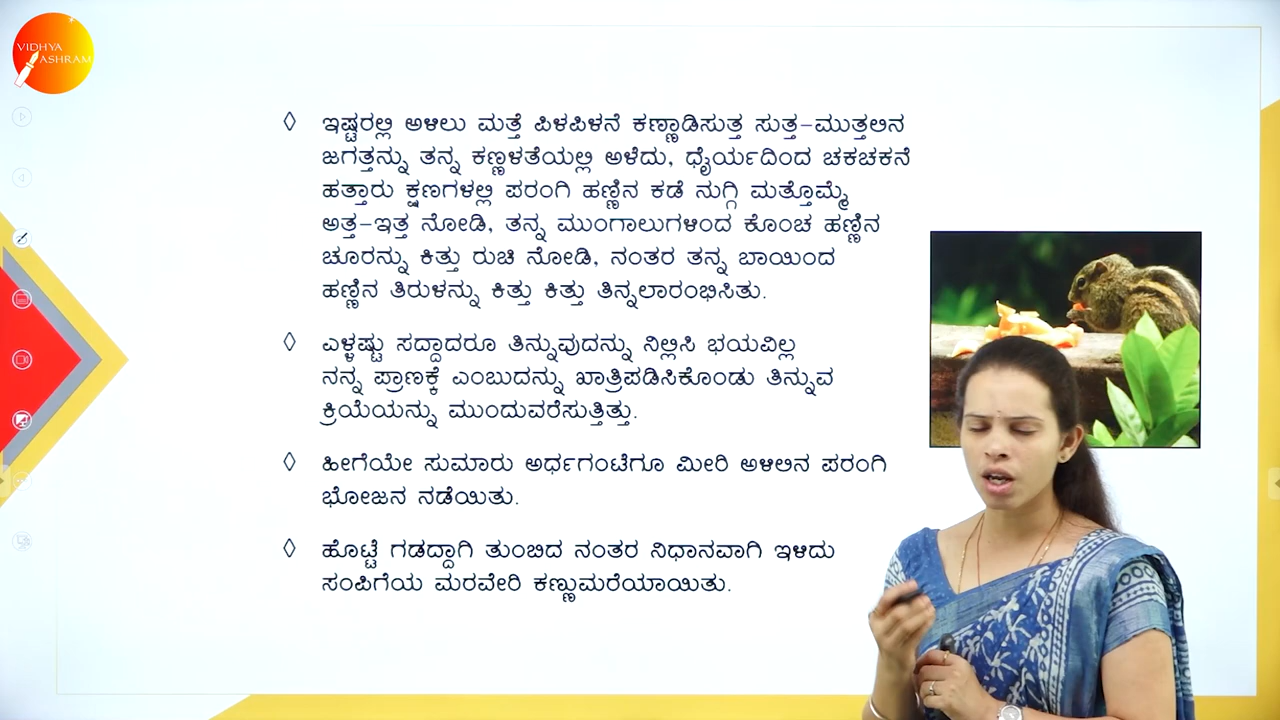 VIDHYA
ASHRAM
◊ ಇಷ್ಟರಲ್ಲಿ ಅಳಿಲು ಮತ್ತೆ ಪಿಳಪಿಳನೆ ಕಣ್ಣಾಡಿಸುತ್ತ ಸುತ್ತ-ಮುತ್ತಲಿನ
ಜಗತ್ತನ್ನು ತನ್ನ ಕಣ್ಣಳತೆಯಲ್ಲಿ ಅಳೆದು, ಧೈರ್ಯದಿಂದ ಚಕಚಕನೆ
ಹತ್ತಾರು ಕ್ಷಣಗಳಲ್ಲಿ ಪರಂಗಿ ಹಣ್ಣಿನ ಕಡೆ ನುಗ್ಗಿ ಮತ್ತೊಮ್ಮೆ
ಅತ್ತ-ಇತ್ತ ನೋಡಿ, ತನ್ನ ಮುಂಗಾಲುಗಳಿಂದ ಕೊಂಚ ಹಣ್ಣಿನ
ಚೂರನ್ನು ಕಿತ್ತು ರುಚಿ ನೋಡಿ, ನಂತರ ತನ್ನ ಬಾಯಿಂದ
ಹಣ್ಣಿನ ತಿರುಳನ್ನು ಕಿತ್ತು ಕಿತ್ತು ತಿನ್ನಲಾರಂಭಿಸಿತು.
◊ ಎಳ್ಳಷ್ಟು ಸದ್ದಾದರೂ ತಿನ್ನುವುದನ್ನು ನಿಲ್ಲಿಸಿ ಭಯವಿಲ್ಲ
ನನ್ನ ಪ್ರಾಣಕ್ಕೆ ಎಂಬುದನ್ನು ಖಾತ್ರಿಪಡಿಸಿಕೊಂಡು ತಿನ್ನುವ
ಕ್ರಿಯೆಯನ್ನು ಮುಂದುವರೆಸುತ್ತಿತ್ತು.
◊ ಹೀಗೆಯೇ ಸುಮಾರು ಅರ್ಧಗಂಟೆಗೂ ಮೀರಿ ಅಳಿಲಿನ ಪರಂಗಿ
ಭೋಜನ ನಡೆಯಿತು.
◊ ಹೊಟ್ಟೆ ಗಡದ್ದಾಗಿ ತುಂಬಿದ ನಂತರ ನಿಧಾನವಾಗಿ ಇಳಿದು
ಸಂಪಿಗೆಯ ಮರವೇರಿ ಕಣ್ಣುಮರೆಯಾಯಿತು.